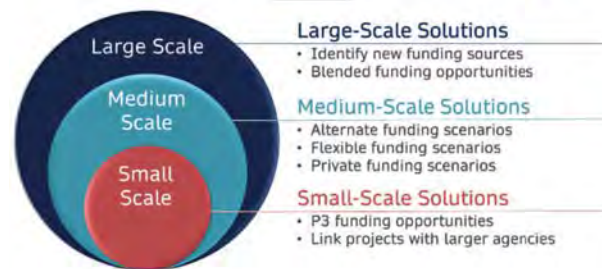 Large Scale
Medium
Scale
Small
Scale
Large-Scale Solutions
• Identify new funding sources
• Blended funding opportunities
Medium-Scale Solutions
• Alternate funding scenarios
• Flexible funding scenarios
• Private funding scenarios
Small-Scale Solutions
• P3 funding opportunities
• Link projects with larger agencies